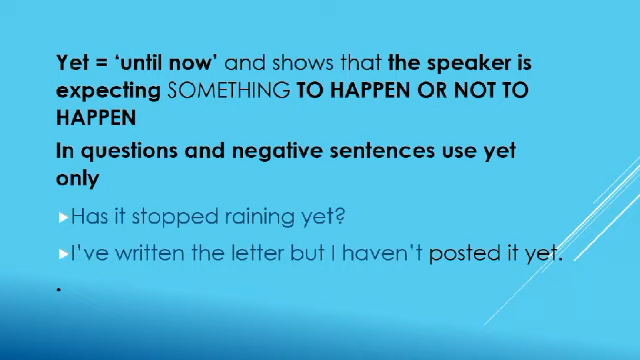 Yet = ‘until now’ and shows that the speaker is
expecting SOMETHING TO HAPPEN OR NOT TO
HAPPEN
In questions and negative sentences use yet
only
Has it stopped raining yet?
I’ve written the letter but I haven’t posted it yet.
.